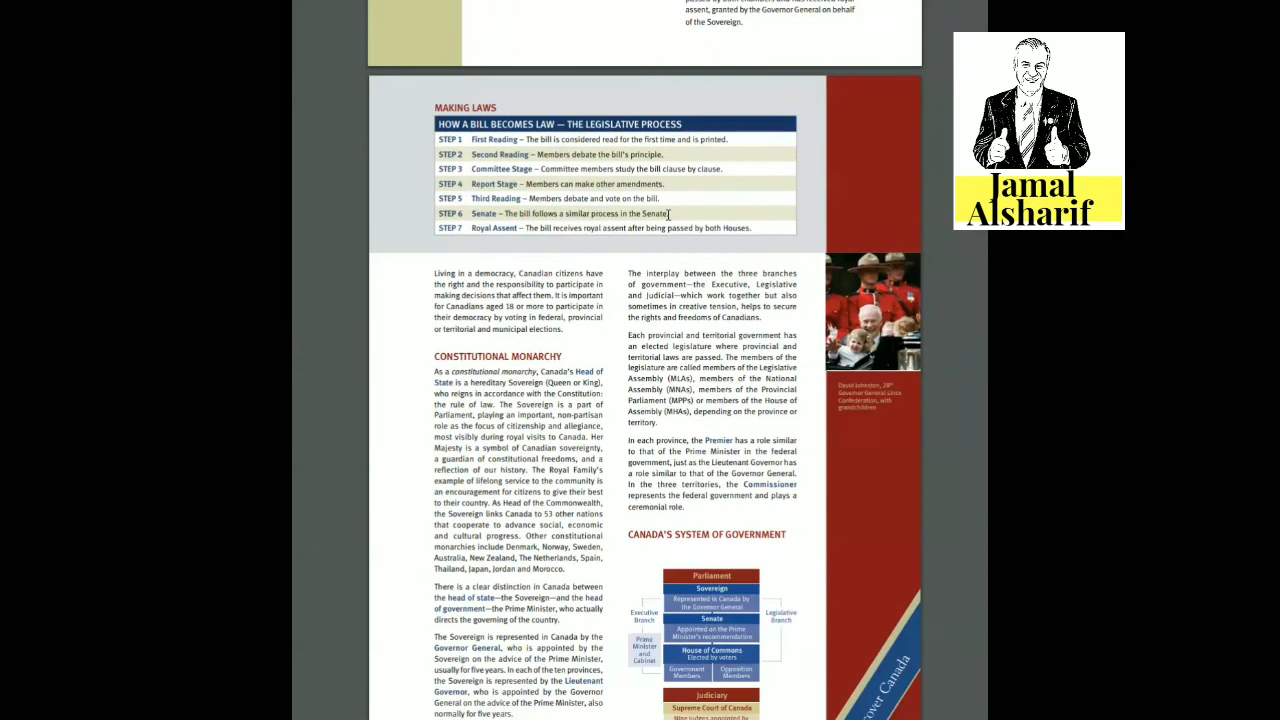 assent, granted by the Governor General on behalf
of the Sovereign.
MAKING LAWS
HOW A BILL BECOMES LAW — THE LEGISLATIVE PROCESS
STEP 1 First Reading – The bill is considered read for the first time and is printed.
STEP 2 Second Reading – Members debate the bill's principle.
STEP 3 Committee Stage – Committee members study the bill clause by clause.
STEP 4 Report Stage – Members can make other amendments.
STEP 5 Third Reading – Members debate and vote on the bill.
STEP 6 Senate – The bill follows a similar process in the Senate.
STEP 7 Royal Assent – The bill receives royal assent after being passed by both Houses.
Living in a democracy, Canadian citizens have
the right and the responsibility to participate in
making decisions that affect them. It is important
for Canadians aged 18 or more to participate in
their democracy by voting in federal, provincial
or territorial and municipal elections.
CONSTITUTIONAL MONARCHY
As a constitutional monarchy, Canada's Head of
State is a hereditary Sovereign (Queen or King),
who reigns in accordance with the Constitution:
the rule of law. The Sovereign is a part of
Parliament, playing an important, non-partisan
role as the focus of citizenship and allegiance,
most visibly during royal visits to Canada. Her
Majesty is a symbol of Canadian sovereignty,
a guardian of constitutional freedoms, and a
reflection of our history. The Royal Family's
example of lifelong service to the community is
an encouragement for citizens to give their best
to their country. As Head of the Commonwealth,
the Sovereign links Canada to 53 other nations
that cooperate to advance social, economic
and cultural progress. Other constitutional
monarchies include Denmark, Norway, Sweden,
Australia, New Zealand, The Netherlands, Spain,
Thailand, Japan, Jordan and Morocco.
There is a clear distinction in Canada between
the head of state—the Sovereign—and the head
of government—the Prime Minister, who actually
directs the governing of the country.
The Sovereign is represented in Canada by the
Governor General, who is appointed by the
Sovereign on the advice of the Prime Minister,
usually for five years. In each of the ten provinces,
the Sovereign is represented by the Lieutenant
Governor, who is appointed by the Governor
General on the advice of the Prime Minister, also
normally for five years.
The interplay between the three branches
of government—the Executive, Legislative
and Judicial—which work together but also
sometimes in creative tension, helps to secure
the rights and freedoms of Canadians.
Each provincial and territorial government has
an elected legislature where provincial and
territorial laws are passed. The members of the
legislature are called members of the Legislative
Assembly (MLAs), members of the National
Assembly (MNAs), members of the Provincial
Parliament (MPPs) or members of the House of
Assembly (MHAs), depending on the province or
territory.
In each province, the Premier has a role similar
to that of the Prime Minister in the federal
government, just as the Lieutenant Governor has
a role similar to that of the Governor General.
In the three territories, the Commissioner
represents the federal government and plays a
ceremonial role.
CANADA'S SYSTEM OF GOVERNMENT
Parliament
Sovereign
Represented in Canada by
the Governor General
Senate
Appointed on the Prime
Minister's recommendation
House of Commons
Elected by voters
Government
Members
Opposition
Members
Executive
Branch
Prime
Minister
and
Cabinet
Legislative
Branch
Judiciary
Supreme Court of Canada
David Johnston, 28th
Governor General since
Confederation, with
grandchildren
Canada
Jamal
Alsharif